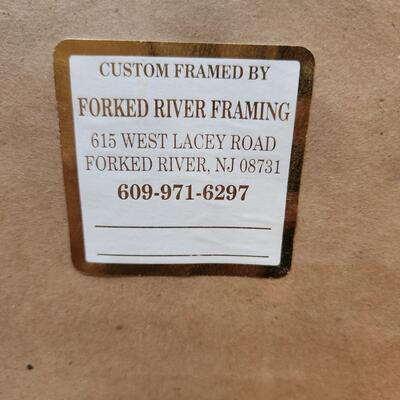 CUSTOM FRAMED BY
FORKED RIVER FRAMING
615 WEST LACEY ROAD
FORKED RIVER, NJ 08731
609-971-6297